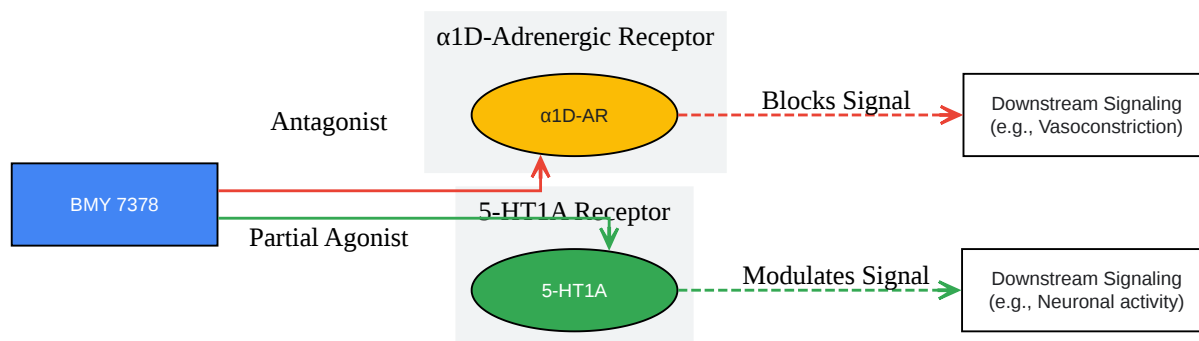 α1D-Adrenergic Receptor
α1D-AR
Blocks Signal
Downstream Signaling
(e.g., Vasoconstriction)
Antagonist
BMY 7378
5-HT1A Receptor
Partial Agonist
5-HT1A
Modulates Signal
Downstream Signaling
(e.g., Neuronal activity)